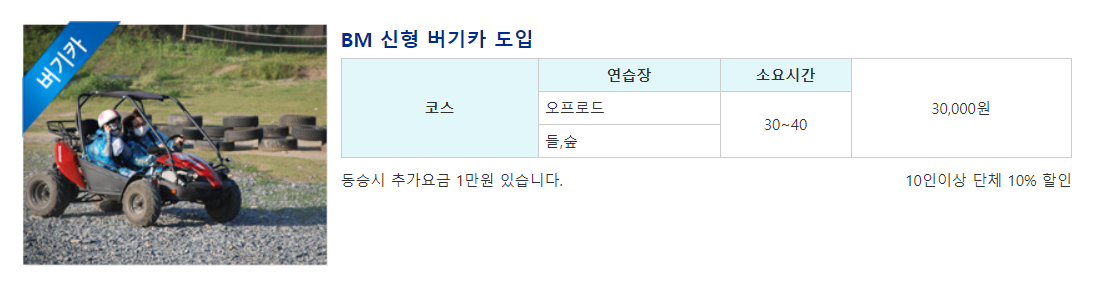 버기카
BM 신형 버기카 도입
코스
연습장
소요시간
30,000원
오프로드
30~40
들,숲
동승시 추가요금 1만원 있습니다.
10인이상 단체 10% 할인